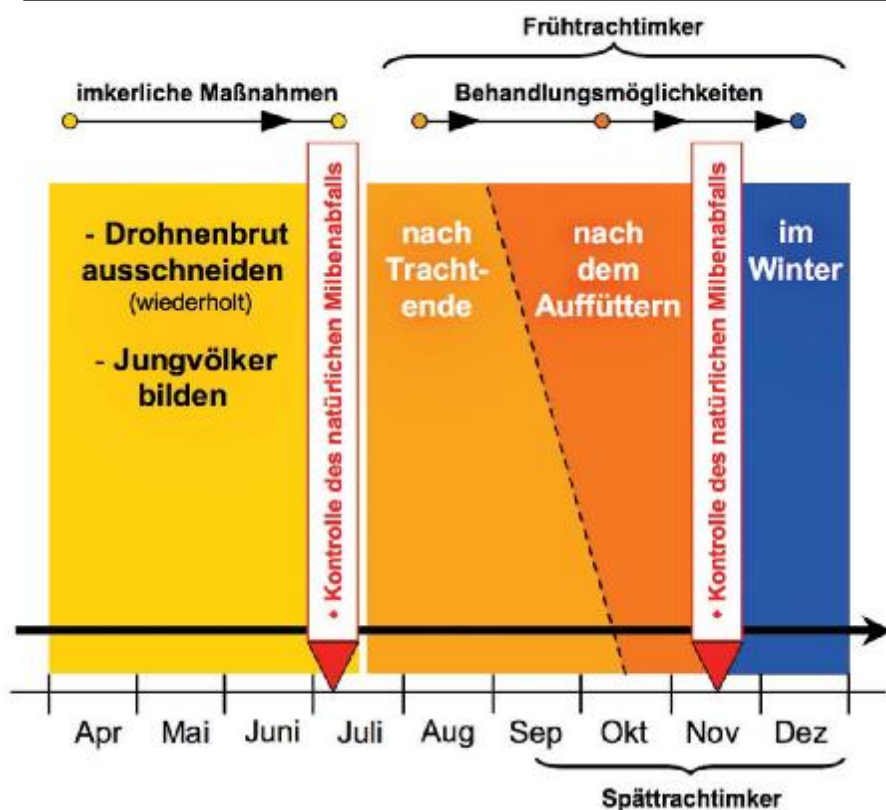 Frühtrachtimker
imkerliche Maßnahmen
Behandlungsmöglichkeiten
- Drohnenbrut
ausschneiden
(wiederholt)
- Jungvölker
bilden
+ Kontrolle des natürlichen Milbenabfalls
nach
Tracht-
ende
nach
dem
Auffüttern
+ Kontrolle des natürlichen Milbenabfalls
im
Winter
Apr Mai Juni Juli Aug Sep Okt Nov Dez
Spättrachtimker